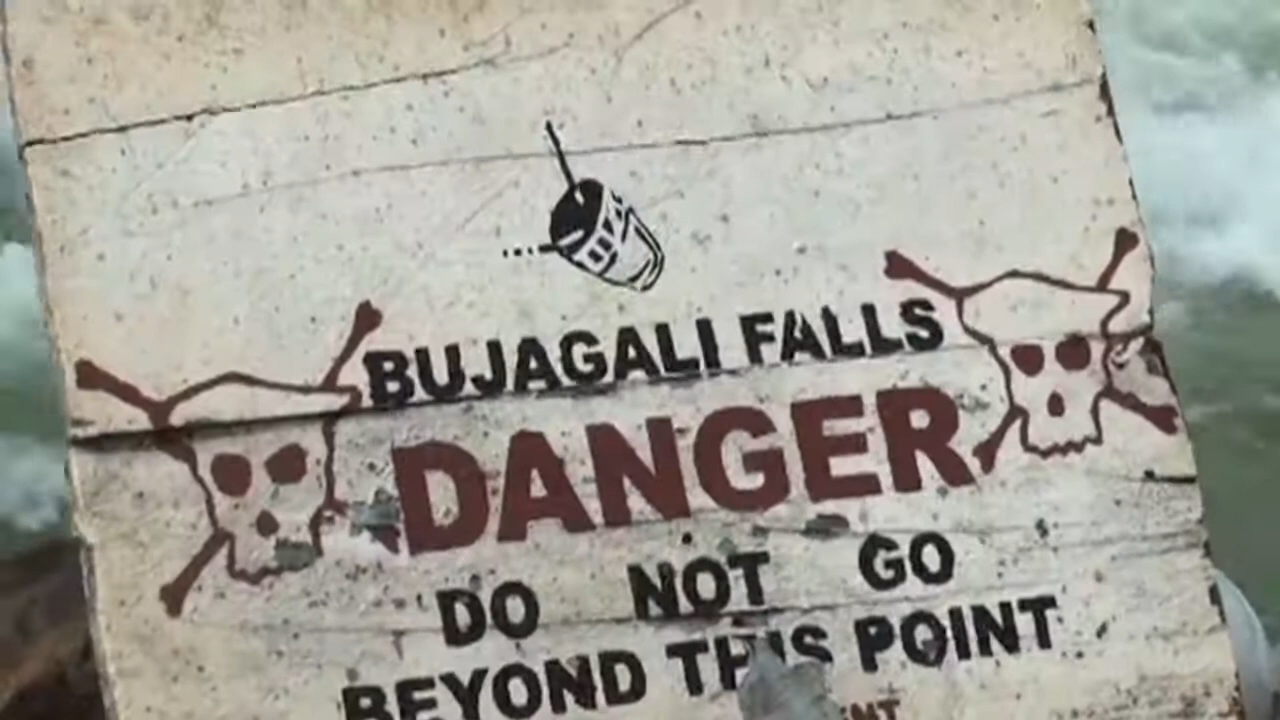 BUJAGALI FALLS
DANGER
DO NOT GO
BEYOND THIS POINT